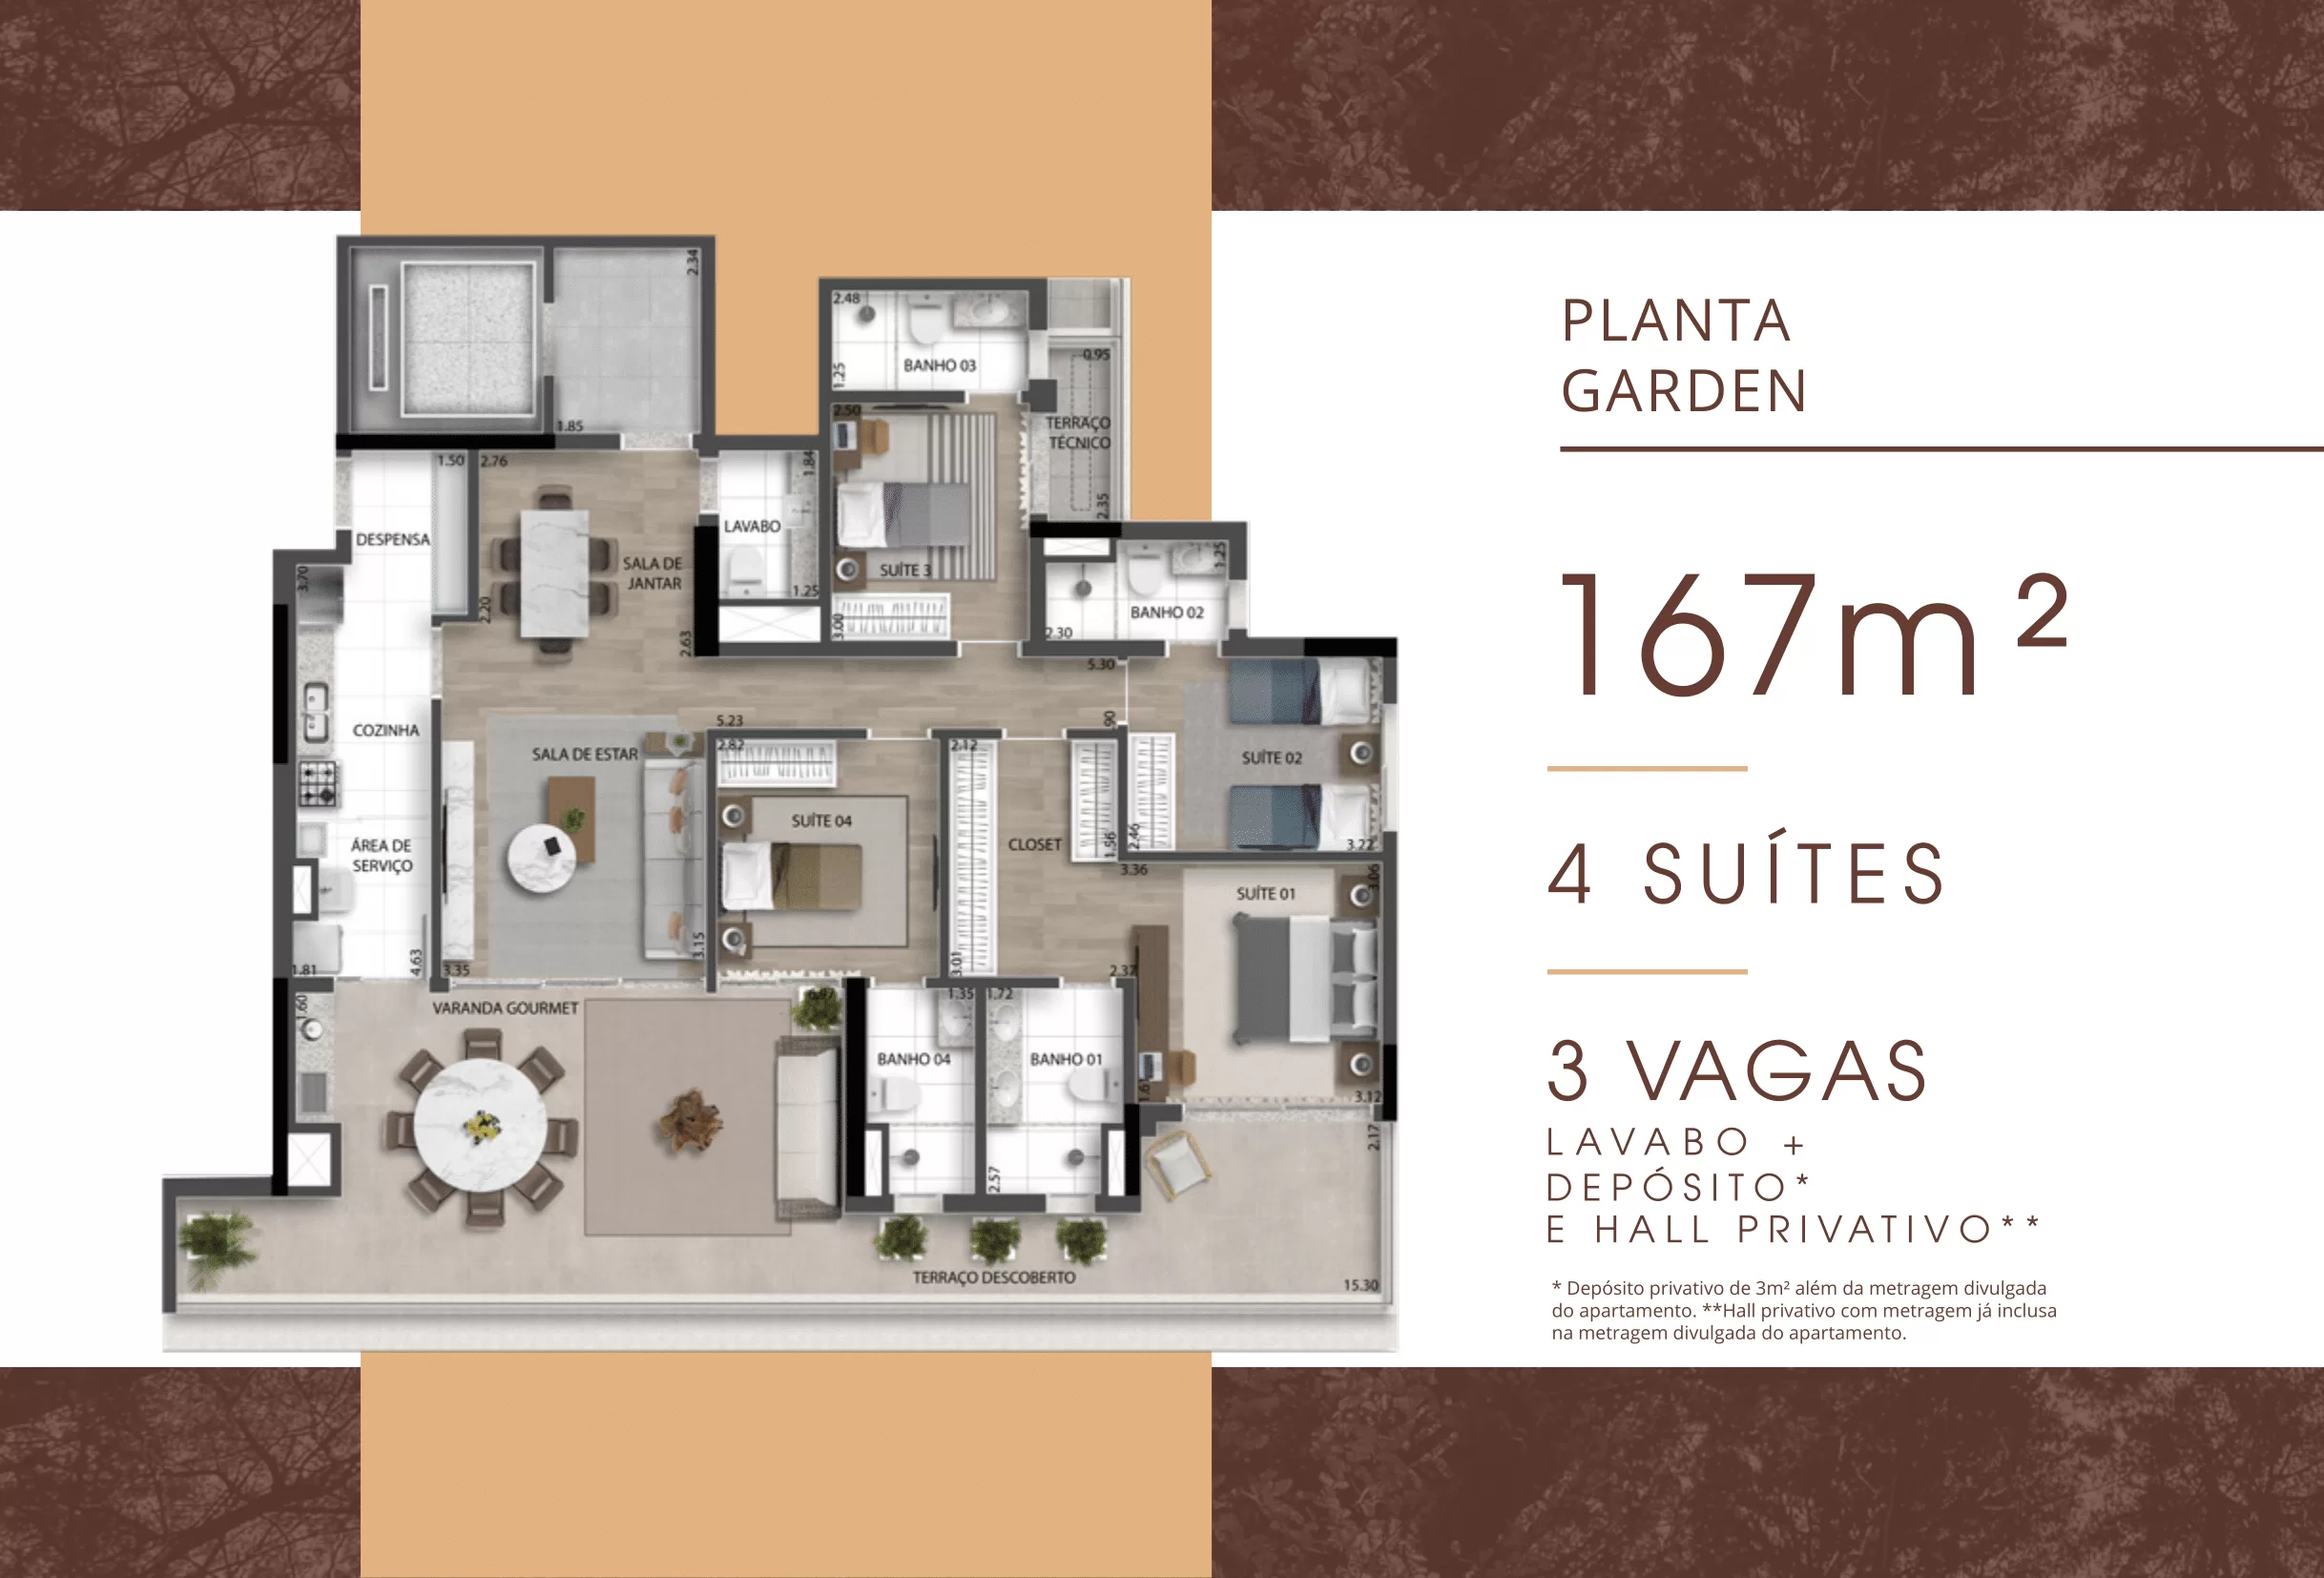 2.34
2.48
BANHO 03
1.25
0.95
1.85
2.50
TERRAÇO
TÉCNICO
1.50
2.76
1.84
2.35
LAVABO
DESPENSA
SALA DE
JANTAR
SUÍTE 3
3.70
2.20
1.25
1.25
BANHO 02
3.00
2.30
2.63
5.30
5.23
90
COZINHA
SALA DE ESTAR
2.82
2.12
SUÍTE 02
SUÍTE 04
CLOSET
1.56
2.46
3.22
ÁREA DE
SERVIÇO
3.36
3.06
SUÍTE 01
1.81
4.63
3.35
3.15
3.01
2.37
1.60
VARANDA GOURMET
6.97
1.35
1.72
BANHO 04
BANHO 01
1.61
3.12
2.17
2.57
TERRAÇO DESCOBERTO
15.30
PLANTA
GARDEN
167m²
4 SUÍTES
3 VAGAS
LAVABO +
DEPÓSITO*
E HALL PRIVATIVO**
* Depósito privativo de 3m² além da metragem divulgada
do apartamento. **Hall privativo com metragem já inclusa
na metragem divulgada do apartamento.